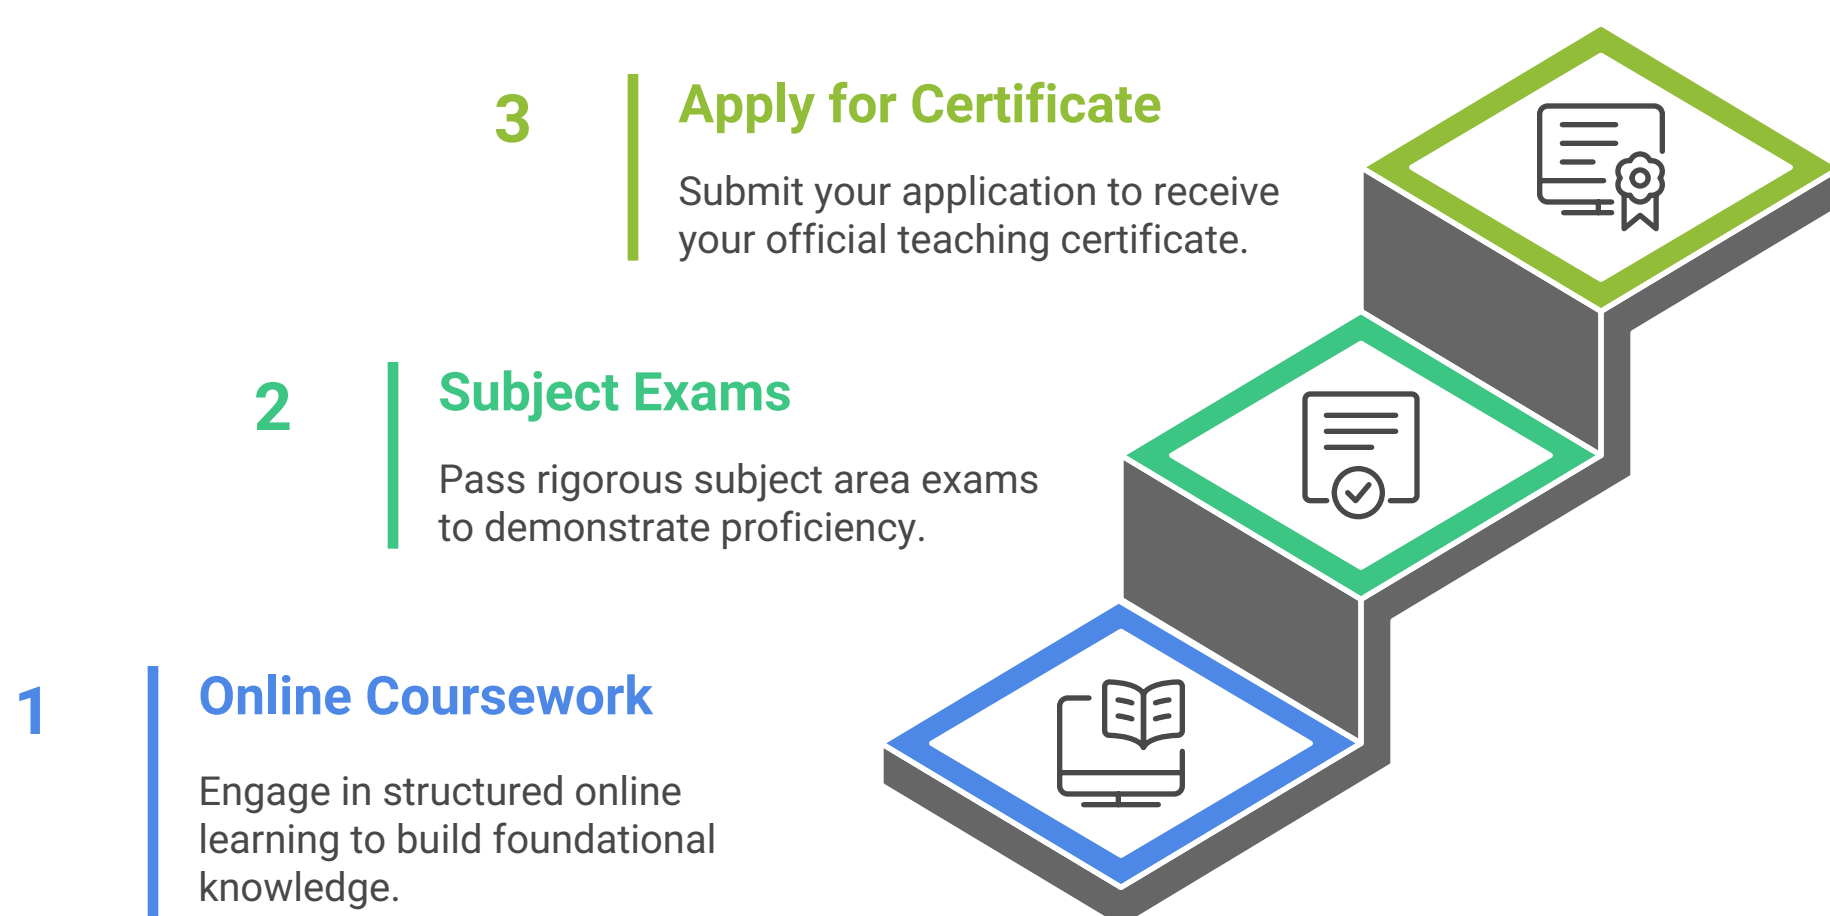 3
Apply for Certificate
Submit your application to receive
your official teaching certificate.
2
Subject Exams
Pass rigorous subject area exams
to demonstrate proficiency.
1
Online Coursework
Engage in structured online
learning to build foundational
knowledge.